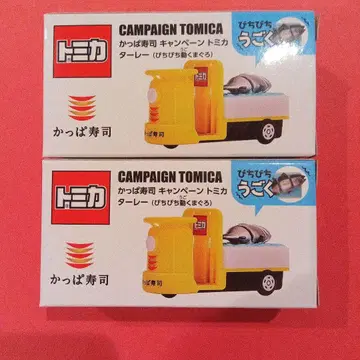 トミカ
CAMPAIGN TOMICA
かっぱ寿司 キャンペーン トミカ
ターレー (ぴちぴち動くまぐろ)
ぴちぴち
うごく
かっぱ寿司
トミカ
CAMPAIGN TOMICA
かっぱ寿司 キャンペーン トミカ
ターレー (ぴちぴち動くまぐろ)
ぴちぴち
うごく
かっぱ寿司